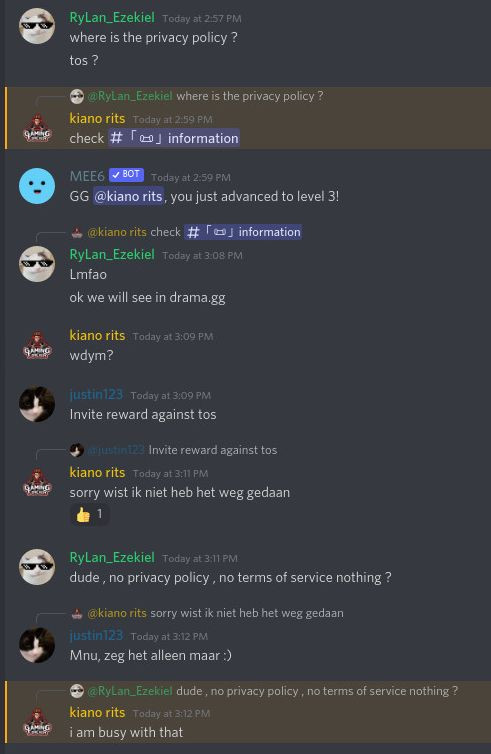 RyLan_Ezekiel Today at 2:57 PM
where is the privacy policy ?
tos ?
@RyLan_Ezekiel where is the privacy policy ?
kiano rits Today at 2:59 PM
check # 「📜」information
MEE6 ✓ BOT Today at 2:59 PM
GG @kiano rits, you just advanced to level 3!
@kiano rits check # 「📜」information
RyLan_Ezekiel Today at 3:08 PM
Lmfao
ok we will see in drama.gg
kiano rits Today at 3:09 PM
wdym?
justin123 Today at 3:09 PM
Invite reward against tos
@justin123 Invite reward against tos
kiano rits Today at 3:11 PM
sorry wist ik niet heb het weg gedaan
👍 1
RyLan_Ezekiel Today at 3:11 PM
dude , no privacy policy , no terms of service nothing ?
@kiano rits sorry wist ik niet heb het weg gedaan
justin123 Today at 3:12 PM
Mnu, zeg het alleen maar :)
@RyLan_Ezekiel dude , no privacy policy , no terms of service nothing ?
kiano rits Today at 3:12 PM
i am busy with that